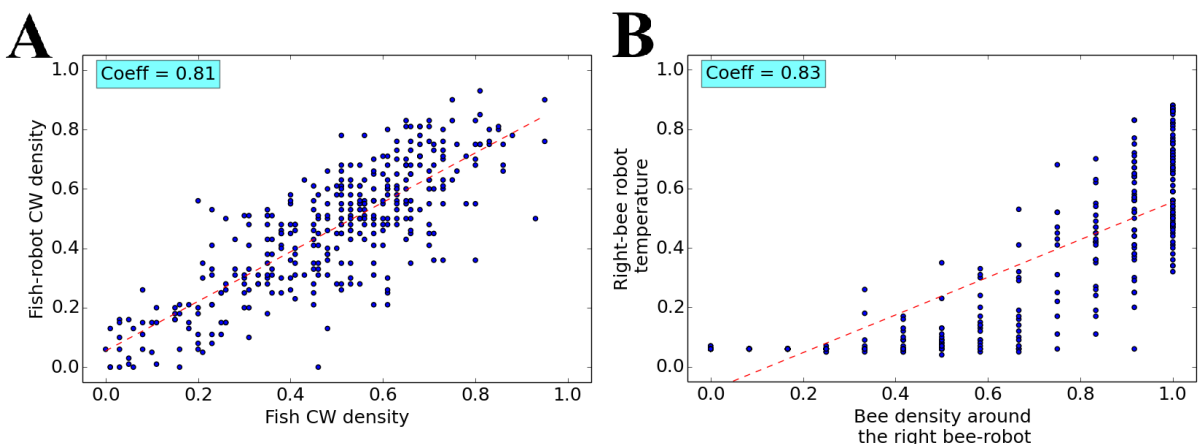 A
Coeff = 0.81
1.0
0.8
0.6
0.4
0.2
0.0
Fish-robot CW density
0.0 0.2 0.4 0.6 0.8 1.0
Fish CW density
B
Coeff = 0.83
1.0
0.8
0.6
0.4
0.2
0.0
Right-bee robot
temperature
0.0 0.2 0.4 0.6 0.8 1.0
Bee density around
the right bee-robot